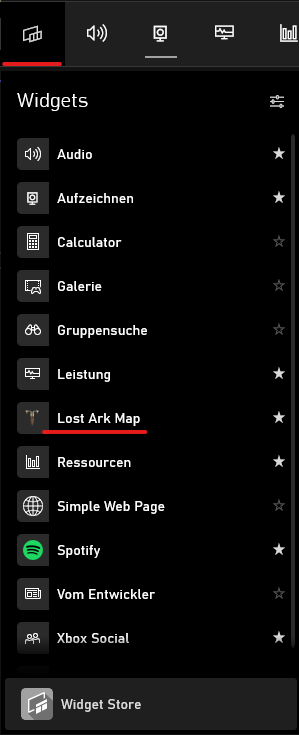 Widgets
Audio
Aufzeichnen
Calculator
Galerie
Gruppensuche
Leistung
Lost Ark Map
Ressourcen
Simple Web Page
Spotify
Vom Entwickler
Xbox Social
Widget Store